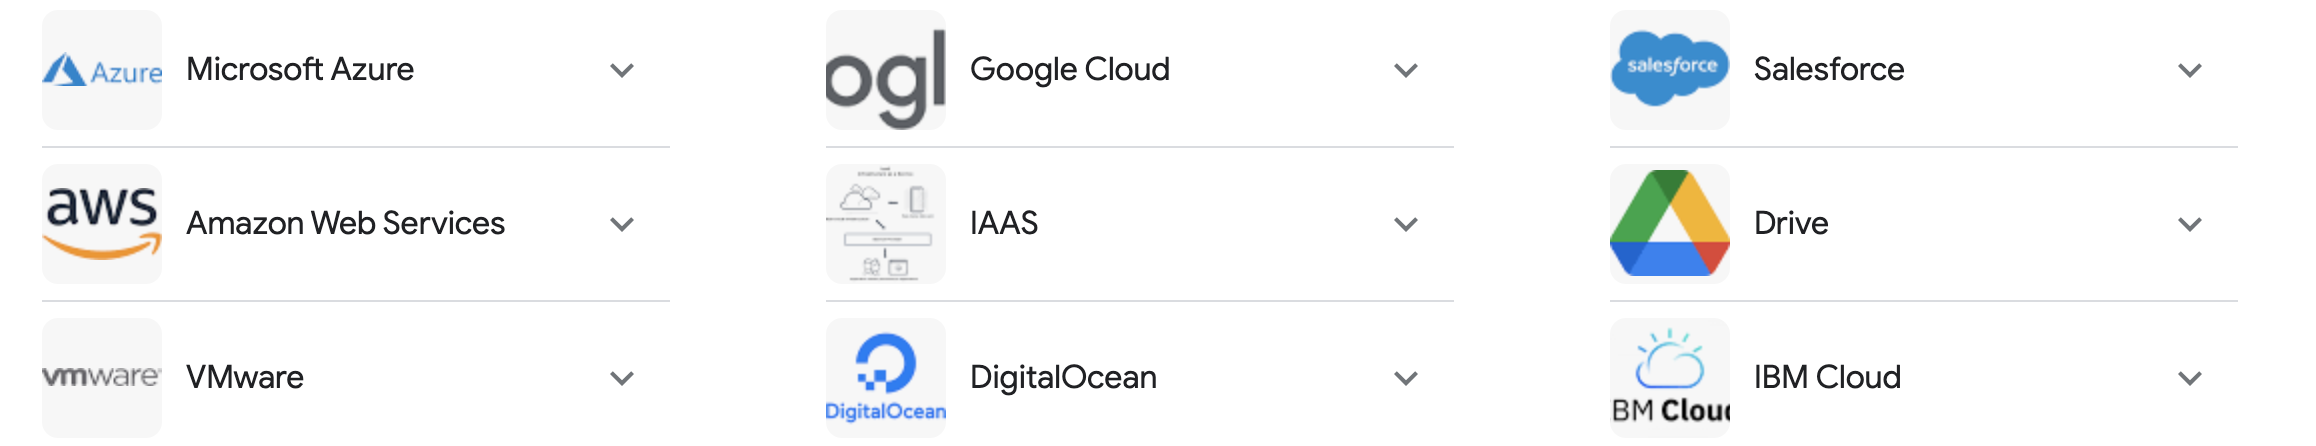 Azure Microsoft Azure
ogl Google Cloud
salesforce Salesforce
aws Amazon Web Services
IAAS
Drive
vmware VMware
DigitalOcean DigitalOcean
BM Cloud IBM Cloud